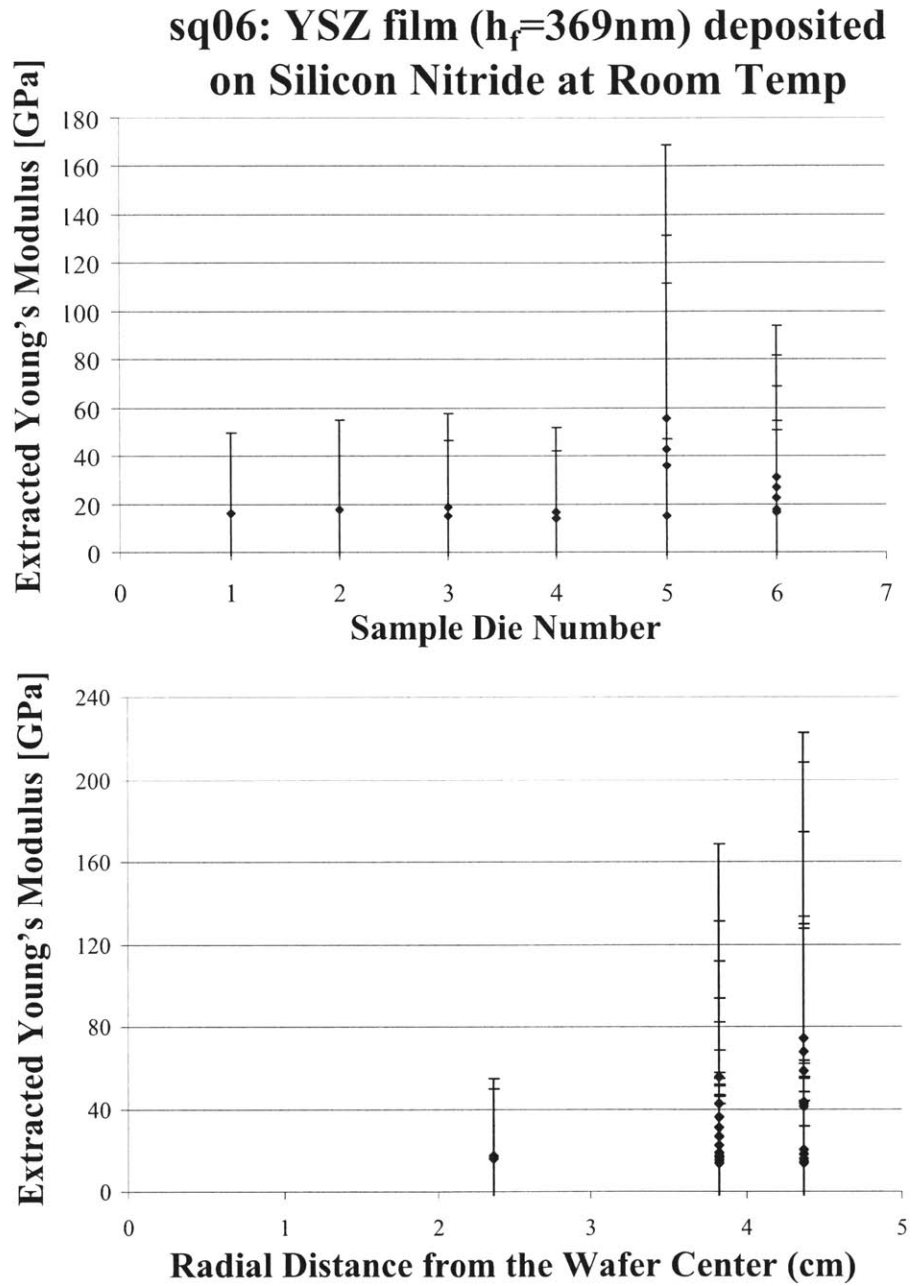 sq06: YSZ film (hf=369nm) deposited
on Silicon Nitride at Room Temp
Extracted Young's Modulus [GPa]
180
160
140
120
100
80
60
40
20
0
0 1 2 3 4 5 6 7
Sample Die Number
Extracted Young's Modulus [GPa]
240
200
160
120
80
40
0
0 1 2 3 4 5
Radial Distance from the Wafer Center (cm)